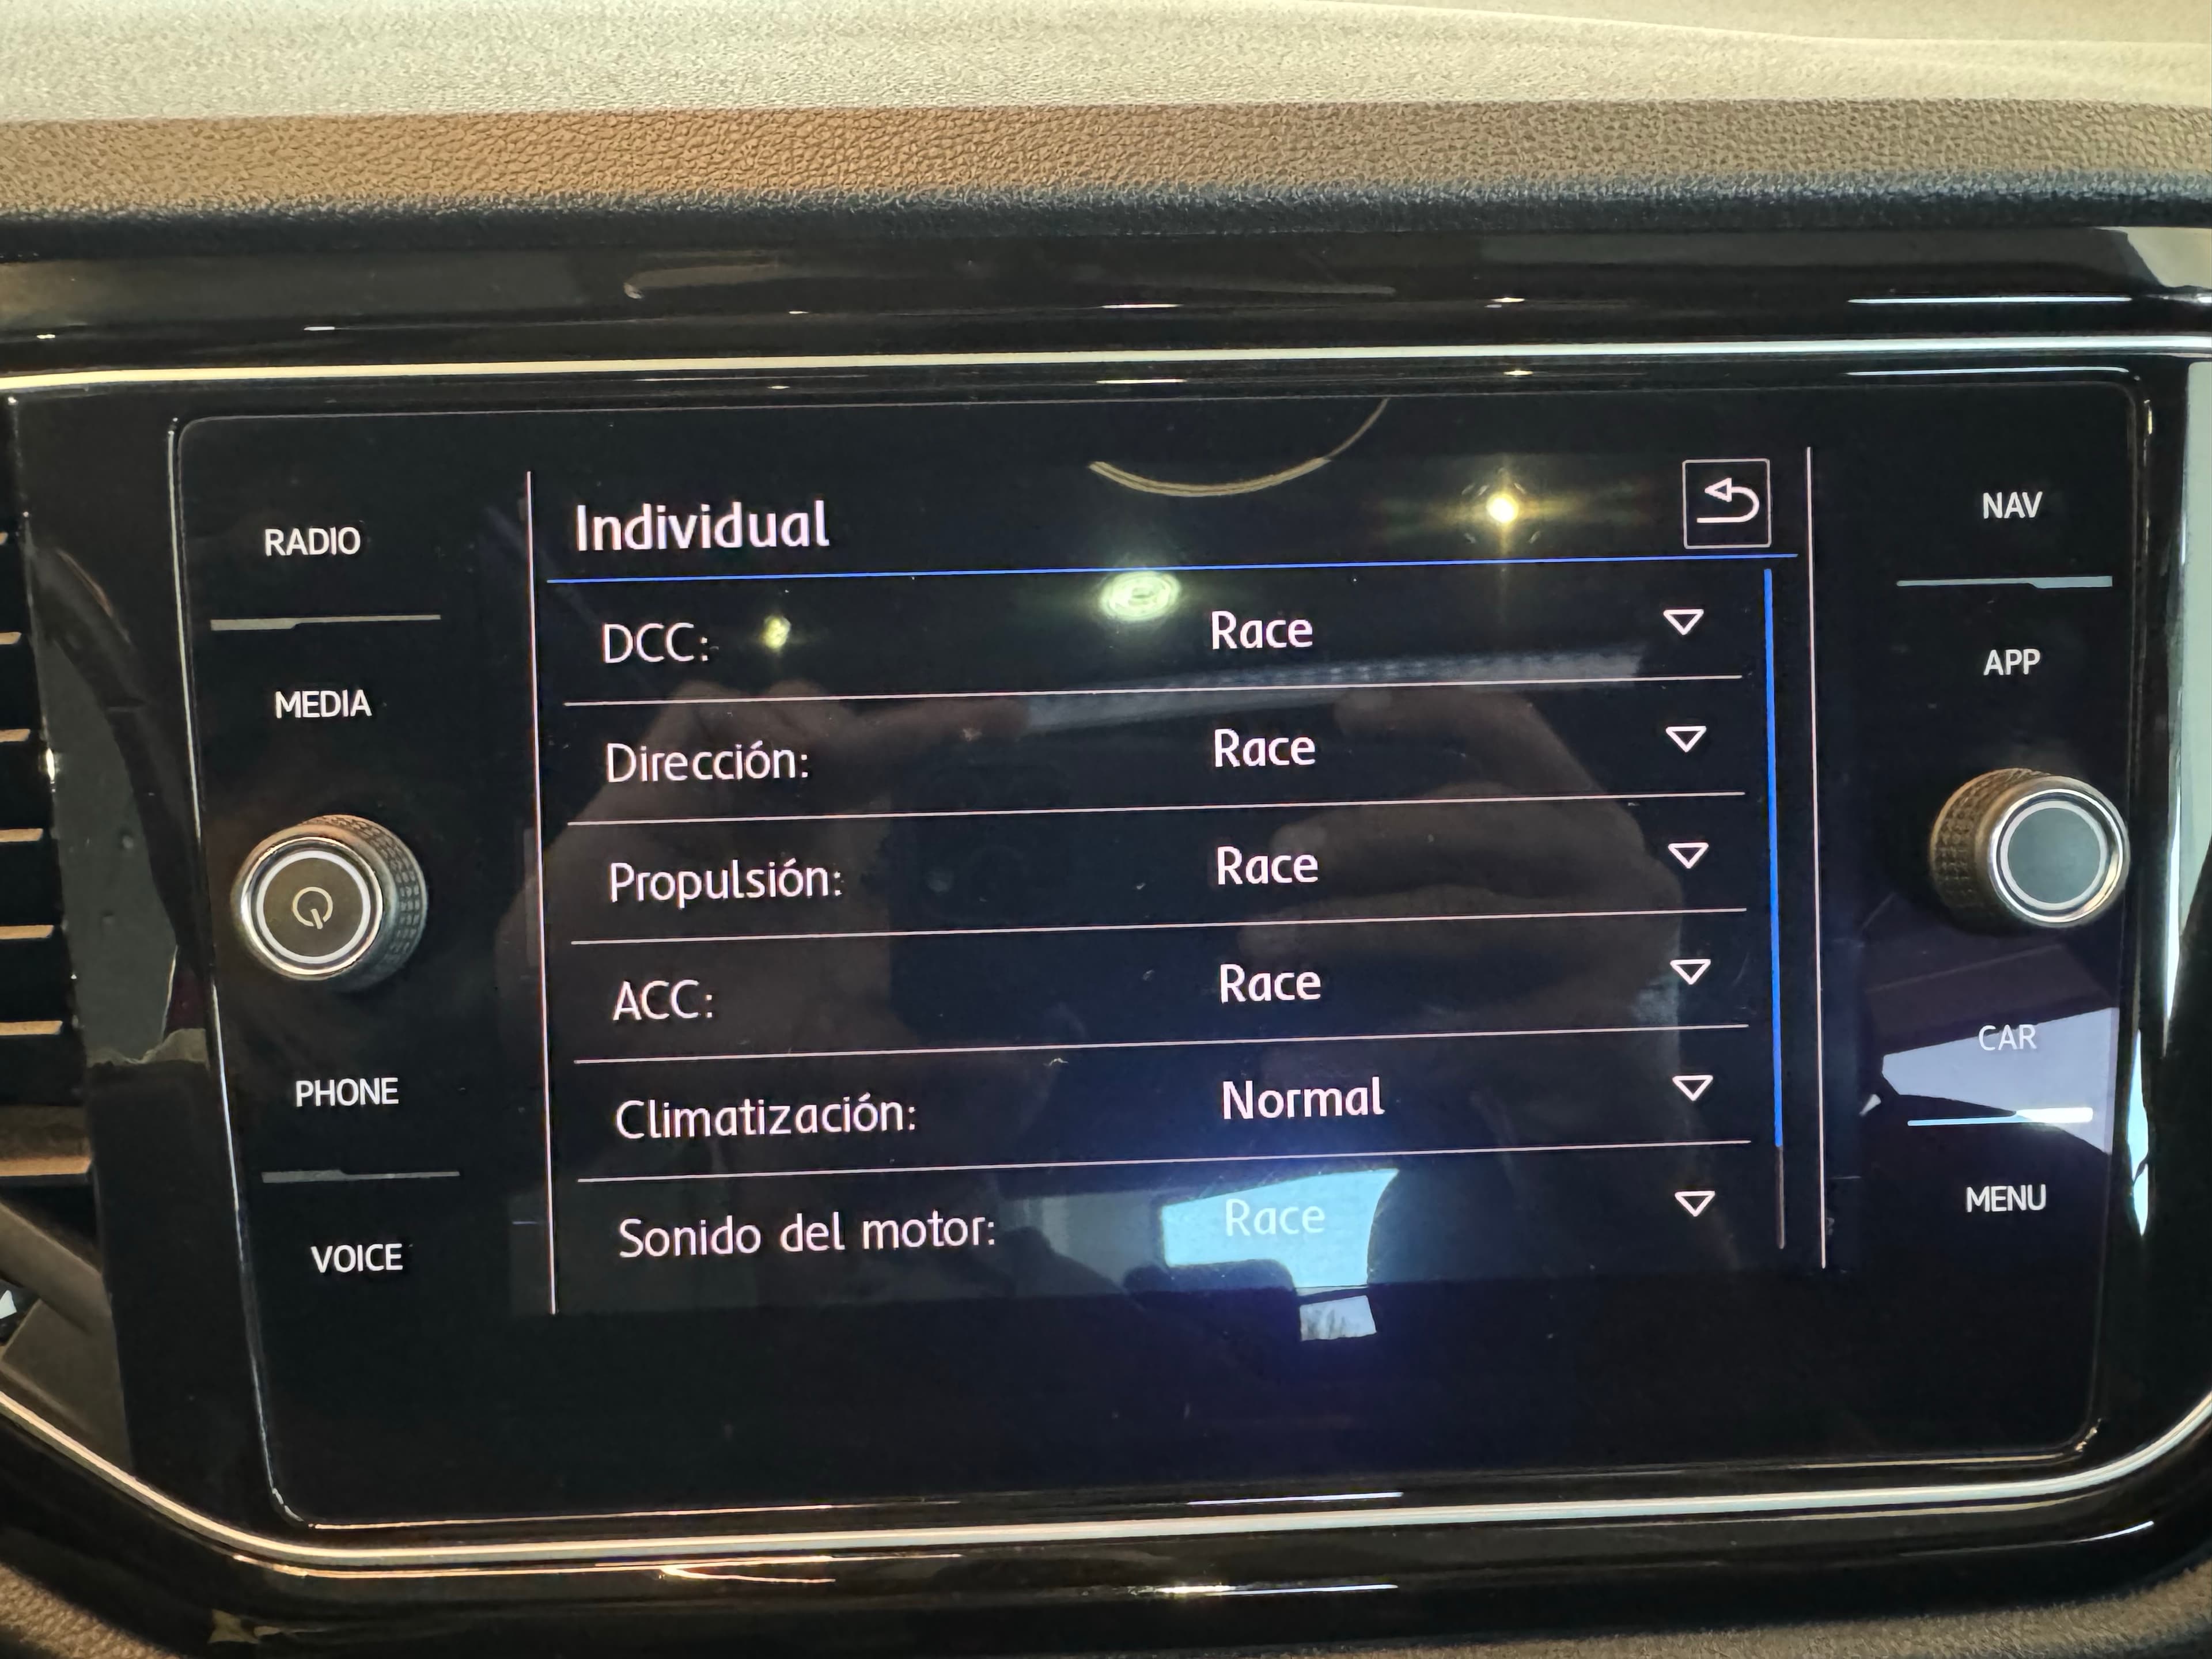 RADIO
MEDIA
PHONE
VOICE
Individual
DCC: Race
Dirección: Race
Propulsión: Race
ACC: Race
Climatización: Normal
Sonido del motor: Race
NAV
APP
CAR
MENU